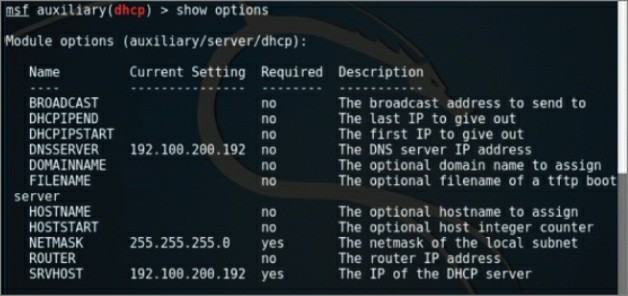 msf auxiliary(dhcp) > show options
Module options (auxiliary/server/dhcp):
Name Current Setting Required Description
---- --------------- -------- -----------
BROADCAST no The broadcast address to send to
DHCPIPEND no The last IP to give out
DHCPIPSTART no The first IP to give out
DNSSERVER 192.100.200.192 no The DNS server IP address
DOMAINNAME no The optional domain name to assign
FILENAME no The optional filename of a tftp boot
server
HOSTNAME no The optional hostname to assign
HOSTSTART no The optional host integer counter
NETMASK 255.255.255.0 yes The netmask of the local subnet
ROUTER no The router IP address
SRVHOST 192.100.200.192 yes The IP of the DHCP server